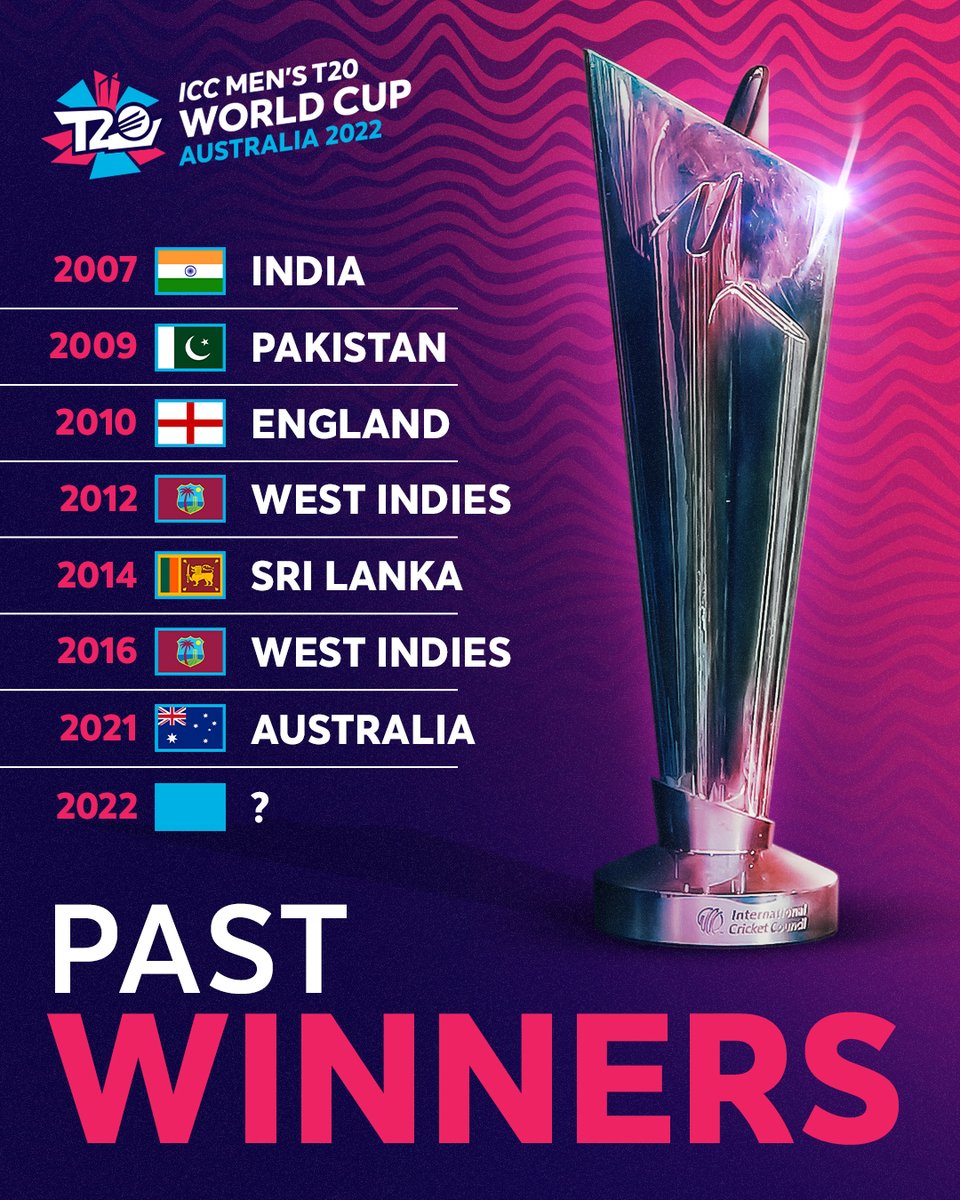 T20
ICC MEN'S T20
WORLD CUP
AUSTRALIA 2022
2007 INDIA
2009 PAKISTAN
2010 ENGLAND
2012 WEST INDIES
2014 SRI LANKA
2016 WEST INDIES
2021 AUSTRALIA
2022 ?
International
Cricket Council
PAST
WINNERS